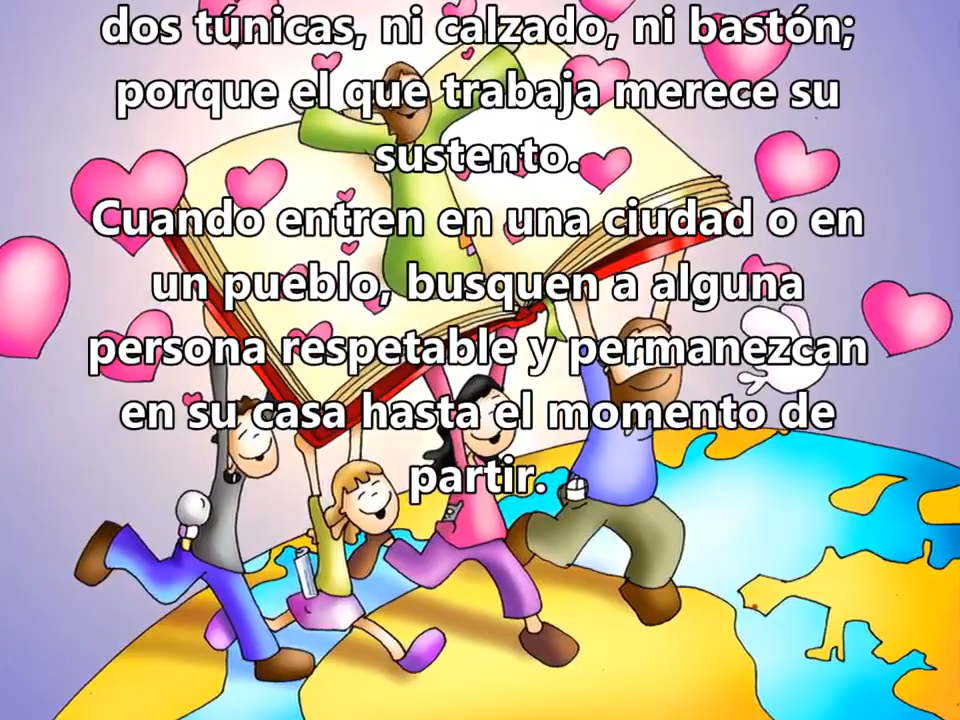 dos túnicas, ni calzado, ni bastón;
porque el que trabaja merece su
sustento.
Cuando entren en una ciudad o en
un pueblo, busquen a alguna
persona respetable y permanezcan
en su casa hasta el momento de
partir.